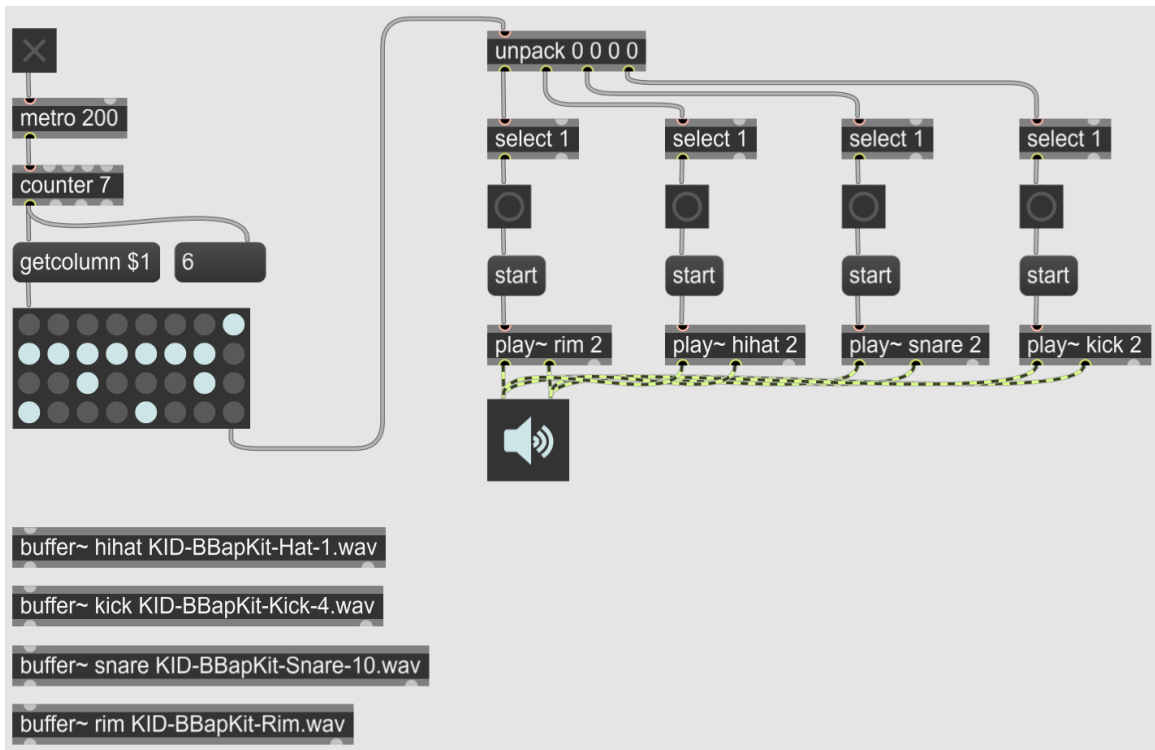 metro 200
counter 7
getcolumn $1
6
unpack 0 0 0 0
select 1
select 1
select 1
select 1
start
start
start
start
play~ rim 2
play~ hihat 2
play~ snare 2
play~ kick 2
buffer~ hihat KID-BBapKit-Hat-1.wav
buffer~ kick KID-BBapKit-Kick-4.wav
buffer~ snare KID-BBapKit-Snare-10.wav
buffer~ rim KID-BBapKit-Rim.wav